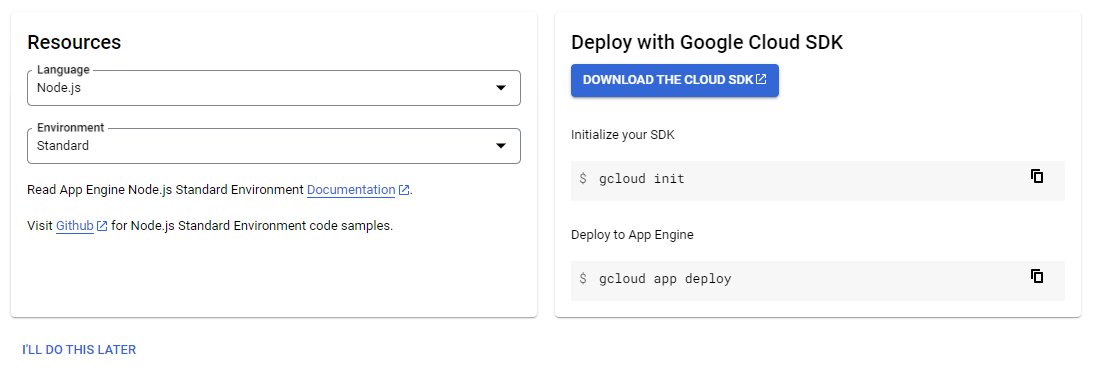 Resources
Language
Node.js
Environment
Standard
Read App Engine Node.js Standard Environment Documentation.
Visit Github for Node.js Standard Environment code samples.
Deploy with Google Cloud SDK
DOWNLOAD THE CLOUD SDK
Initialize your SDK
$ gcloud init
Deploy to App Engine
$ gcloud app deploy
I'LL DO THIS LATER